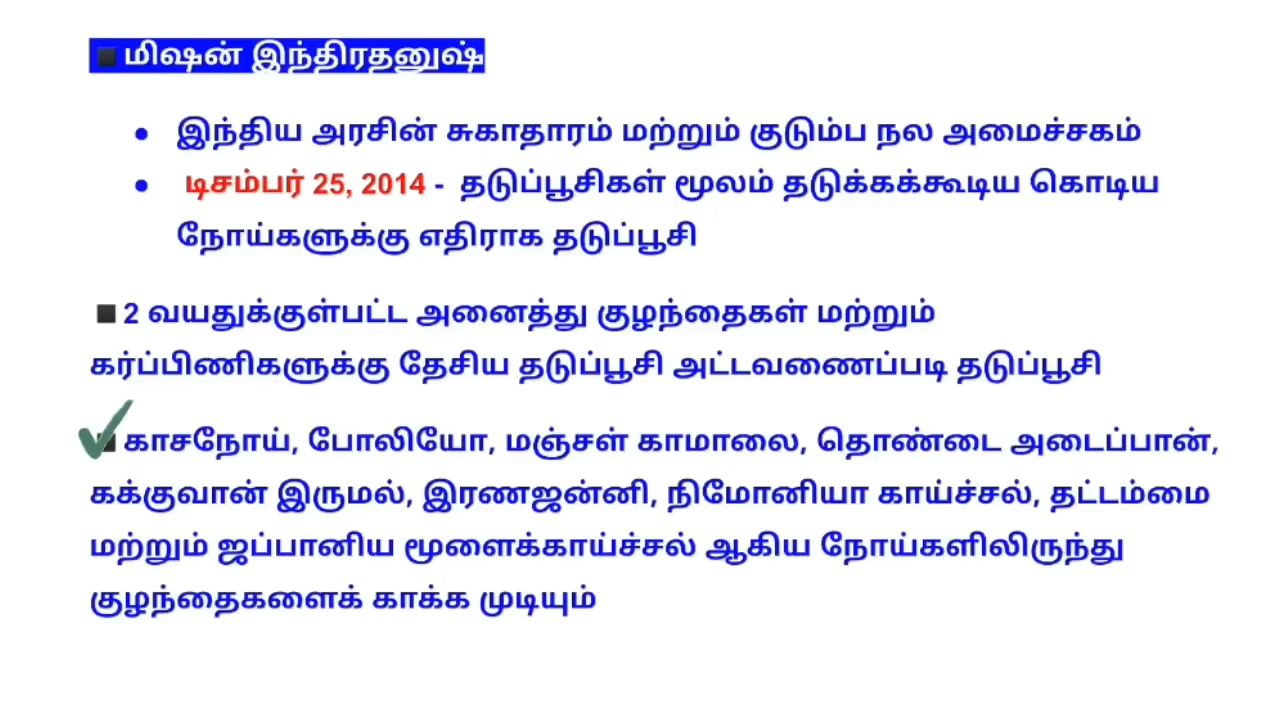 ▪மிஷன் இந்திரதனுஷ்
● இந்திய அரசின் சுகாதாரம் மற்றும் குடும்ப நல அமைச்சகம்
● டிசம்பர் 25, 2014 - தடுப்பூசிகள் மூலம் தடுக்கக்கூடிய கொடிய
நோய்களுக்கு எதிராக தடுப்பூசி
▪2 வயதுக்குள்பட்ட அனைத்து குழந்தைகள் மற்றும்
கர்ப்பிணிகளுக்கு தேசிய தடுப்பூசி அட்டவணைப்படி தடுப்பூசி
▪காசநோய், போலியோ, மஞ்சள் காமாலை, தொண்டை அடைப்பான்,
கக்குவான் இருமல், இரணஜன்னி, நிமோனியா காய்ச்சல், தட்டம்மை
மற்றும் ஜப்பானிய மூளைக்காய்ச்சல் ஆகிய நோய்களிலிருந்து
குழந்தைகளைக் காக்க முடியும்